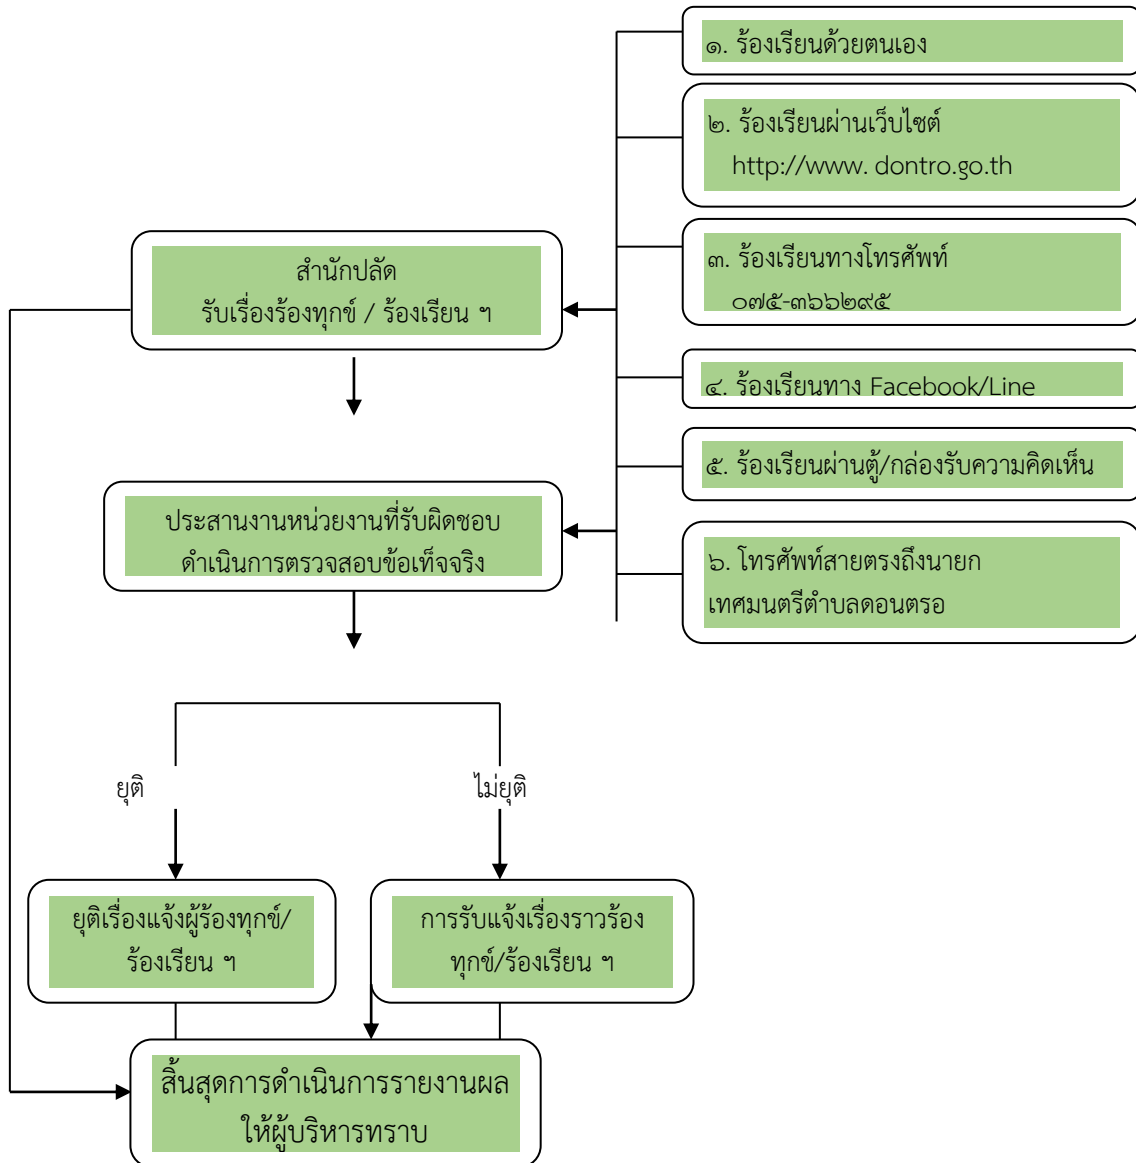 ๑. ร้องเรียนด้วยตนเอง
๒. ร้องเรียนผ่านเว็บไซต์
http://www. dontro.go.th
๓. ร้องเรียนทางโทรศัพท์
๐๗๕-๓๖๖๒๙๕
๔. ร้องเรียนทาง Facebook/Line
๕. ร้องเรียนผ่านตู้/กล่องรับความคิดเห็น
๖. โทรศัพท์สายตรงถึงนายก
เทศมนตรีตำบลดอนตรอ
สำนักปลัด
รับเรื่องร้องทุกข์ / ร้องเรียน ฯ
ประสานงานหน่วยงานที่รับผิดชอบ
ดำเนินการตรวจสอบข้อเท็จจริง
ยุติ
ไม่ยุติ
ยุติเรื่องแจ้งผู้ร้องทุกข์/
ร้องเรียน ฯ
การรับแจ้งเรื่องราวร้อง
ทุกข์/ร้องเรียน ฯ
สิ้นสุดการดำเนินการรายงานผล
ให้ผู้บริหารทราบ